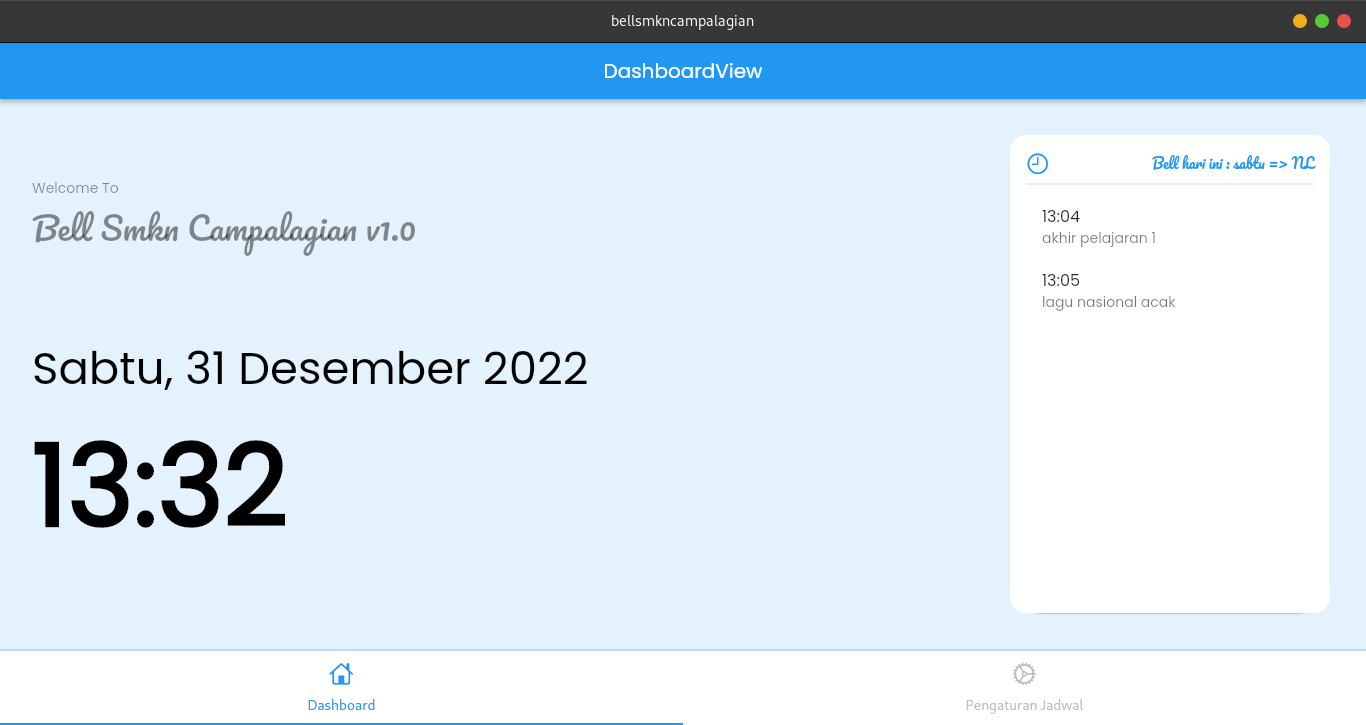 bellsmkncampalagian
DashboardView
Welcome To
Bell Smkn Campalagian v1.0
Sabtu, 31 Desember 2022
13:32
Bell hari ini : sabtu => NL
13:04
akhir pelajaran 1
13:05
lagu nasional acak
Dashboard
Pengaturan Jadwal